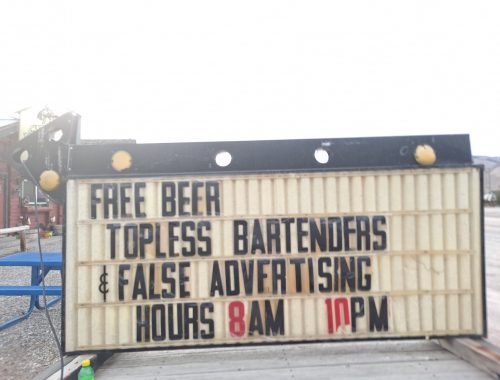 FREE BEER
TOPLESS BARTENDERS
& FALSE ADVERTISING
HOURS 8AM 10PM